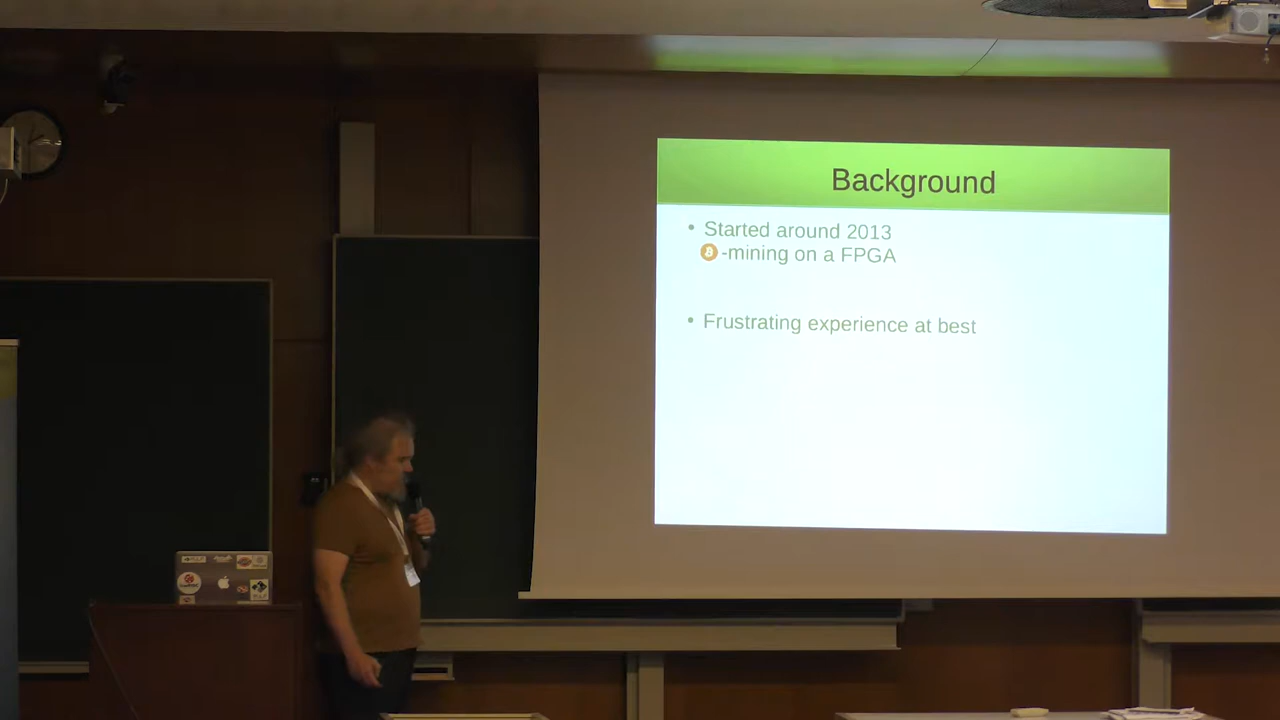 Background
• Started around 2013
-mining on a FPGA
• Frustrating experience at best